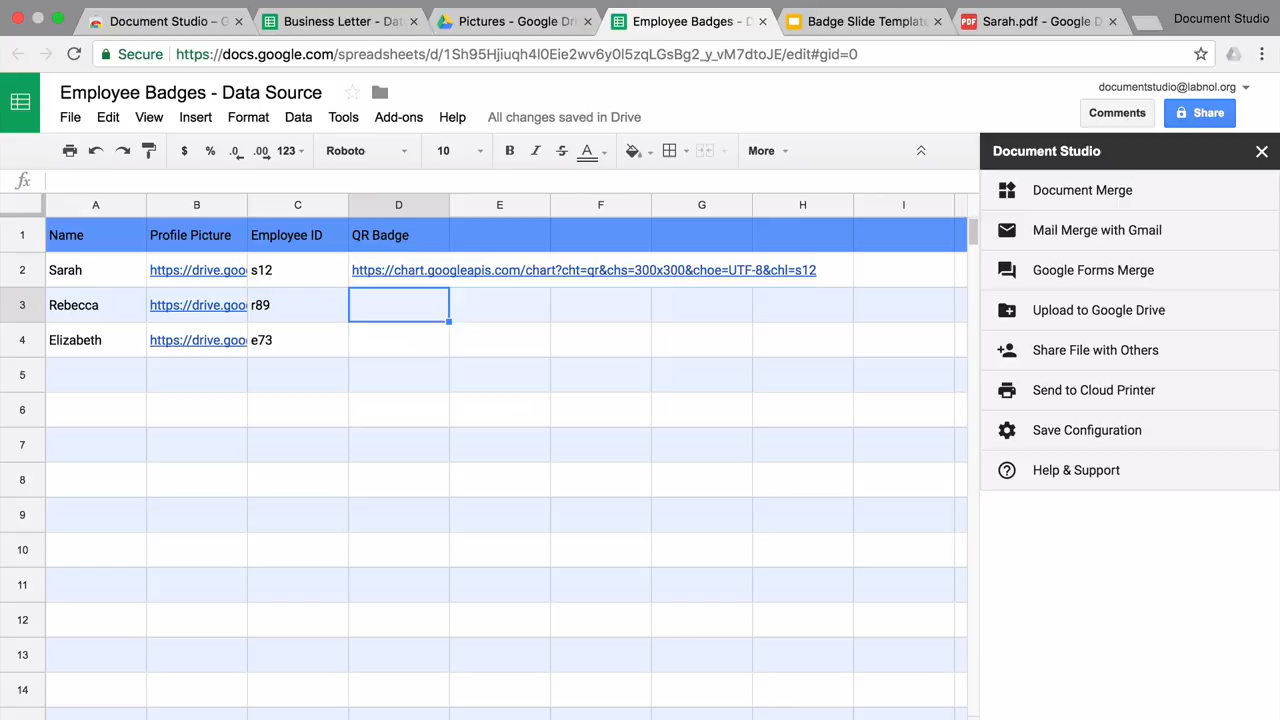 Document Studio – G
Business Letter - Dat
Pictures - Google Dri
Employee Badges - D
Badge Slide Template
Sarah.pdf - Google D
Document Studio
Secure https://docs.google.com/spreadsheets/d/1Sh95Hjiuqh4l0Eie2wv6y0l5zqLGsBg2_y_vM7dtoJE/edit#gid=0
Employee Badges - Data Source
documentstudio@labnol.org
File Edit View Insert Format Data Tools Add-ons Help All changes saved in Drive
Comments
Share
$ % .0 .00 123 Roboto 10 B I S A More
Document Studio
fx
A B C D E F G H I
1 Name Profile Picture Employee ID QR Badge
2 Sarah https://drive.goo s12 https://chart.googleapis.com/chart?cht=qr&chs=300x300&choe=UTF-8&chl=s12
3 Rebecca https://drive.goo r89
4 Elizabeth https://drive.goo e73
5
6
7
8
9
10
11
12
13
14
Document Merge
Mail Merge with Gmail
Google Forms Merge
Upload to Google Drive
Share File with Others
Send to Cloud Printer
Save Configuration
Help & Support